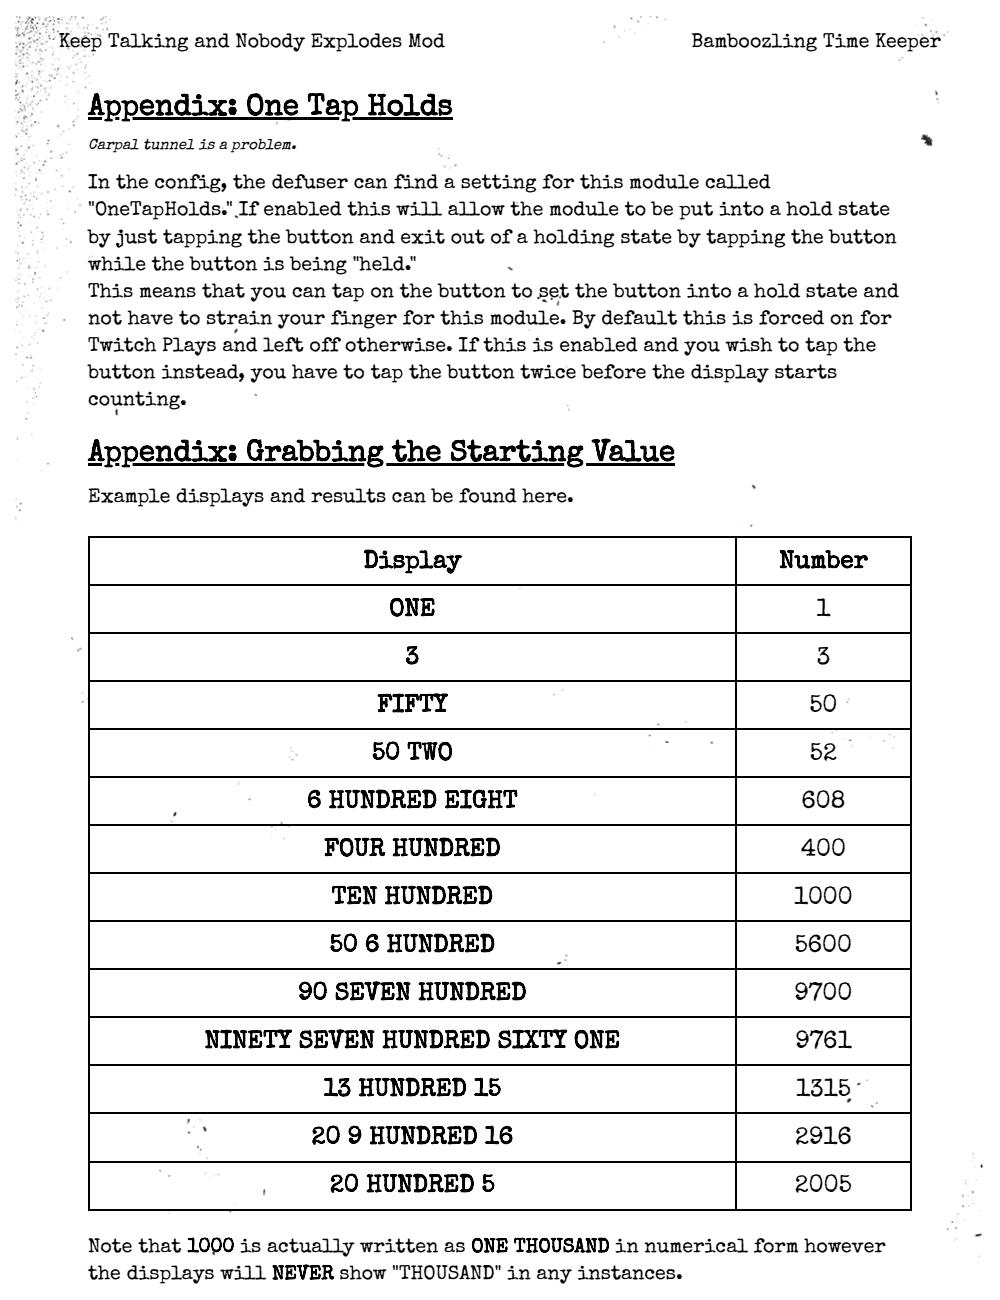 Keep Talking and Nobody Explodes Mod Bamboozling Time Keeper
Appendix: One Tap Holds
Carpal tunnel is a problem.
In the config, the defuser can find a setting for this module called
"OneTapHolds." If enabled this will allow the module to be put into a hold state
by just tapping the button and exit out of a holding state by tapping the button
while the button is being "held."
This means that you can tap on the button to set the button into a hold state and
not have to strain your finger for this module. By default this is forced on for
Twitch Plays and left off otherwise. If this is enabled and you wish to tap the
button instead, you have to tap the button twice before the display starts
counting.
Appendix: Grabbing the Starting Value
Example displays and results can be found here.
Display Number
ONE 1
3 3
FIFTY 50
50 TWO 52
6 HUNDRED EIGHT 608
FOUR HUNDRED 400
TEN HUNDRED 1000
50 6 HUNDRED 5600
90 SEVEN HUNDRED 9700
NINETY SEVEN HUNDRED SIXTY ONE 9761
13 HUNDRED 15 1315
20 9 HUNDRED 16 2916
20 HUNDRED 5 2005
Note that 1000 is actually written as ONE THOUSAND in numerical form however
the displays will NEVER show "THOUSAND" in any instances.